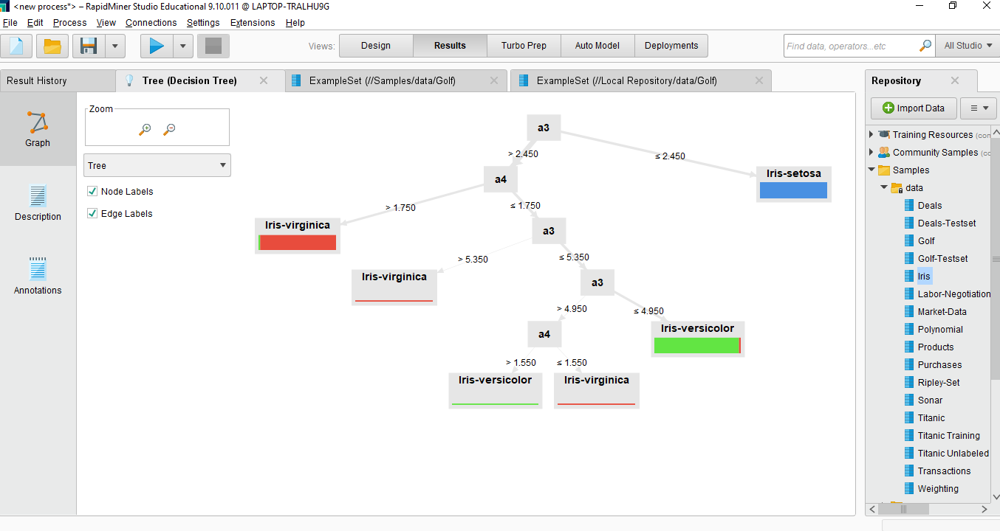 <new process*> – RapidMiner Studio Educational 9.10.011 @ LAPTOP-TRALHU9G
File Edit Process View Connections Settings Extensions Help
Views: Design Results Turbo Prep Auto Model Deployments Find data, operators...etc All Studio
Result History Tree (Decision Tree) ExampleSet (//Samples/data/Golf) ExampleSet (//Local Repository/data/Golf)
Graph
Description
Annotations
Zoom
Tree
Node Labels
Edge Labels
a3
> 2.450
≤ 2.450
a4
Iris-setosa
> 1.750
≤ 1.750
Iris-virginica
a3
> 5.350
≤ 5.350
Iris-virginica
a3
> 4.950
≤ 4.950
a4
Iris-versicolor
> 1.550
≤ 1.550
Iris-versicolor
Iris-virginica
Repository
Import Data
Training Resources (con
Community Samples (cc
Samples
data
Deals
Deals-Testset
Golf
Golf-Testset
Iris
Labor-Negotiation
Market-Data
Polynomial
Products
Purchases
Ripley-Set
Sonar
Titanic
Titanic Training
Titanic Unlabeled
Transactions
Weighting